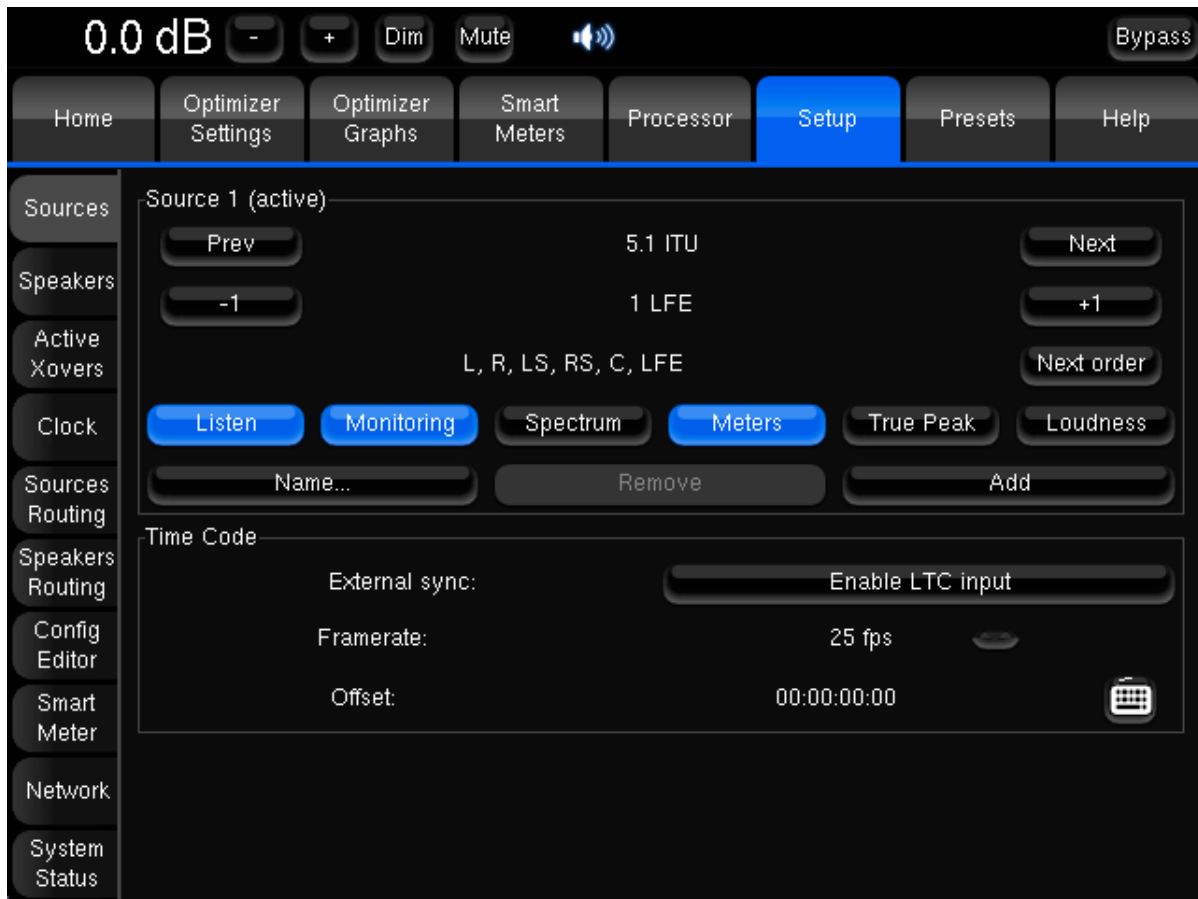 0.0 dB - + Dim Mute Bypass
Home
Optimizer
Settings
Optimizer
Graphs
Smart
Meters
Processor
Setup
Presets
Help
Sources
Speakers
Active
Xovers
Clock
Sources
Routing
Speakers
Routing
Config
Editor
Smart
Meter
Network
System
Status
Source 1 (active)
Prev 5.1 ITU Next
-1 1 LFE +1
L, R, LS, RS, C, LFE Next order
Listen Monitoring Spectrum Meters True Peak Loudness
Name... Remove Add
Time Code
External sync: Enable LTC input
Framerate: 25 fps
Offset: 00:00:00:00